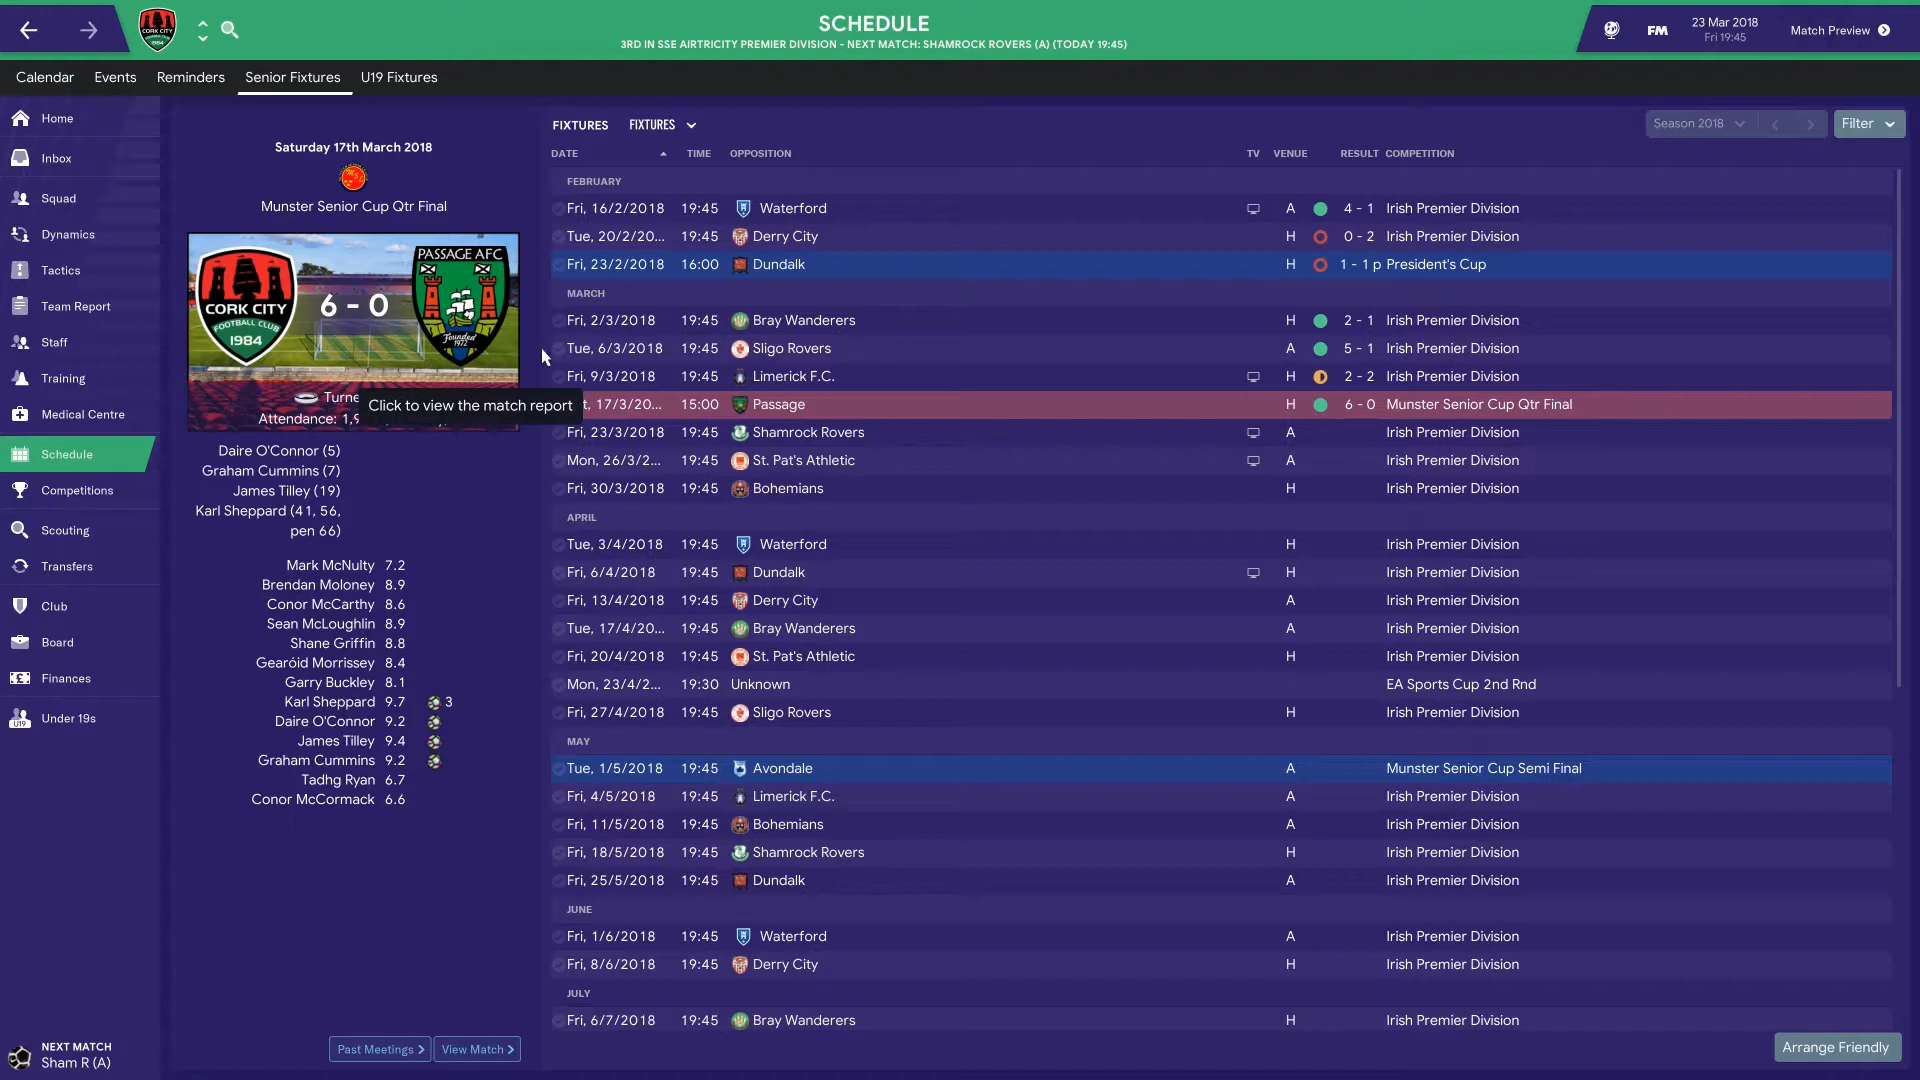 SCHEDULE
3RD IN SSE AIRTRICITY PREMIER DIVISION - NEXT MATCH: SHAMROCK ROVERS (A) (TODAY 19:45)
FM
23 Mar 2018
Fri 19:45
Match Preview
Calendar Events Reminders Senior Fixtures U19 Fixtures
Home
Inbox
Squad
Dynamics
Tactics
Team Report
Staff
Training
Medical Centre
Schedule
Competitions
Scouting
Transfers
Club
Board
Finances
Under 19s
NEXT MATCH
Sham R (A)
Saturday 17th March 2018
Munster Senior Cup Qtr Final
CORK CITY
FOOTBALL CLUB
1984
6 - 0
PASSAGE AFC
Founded
1972
Click to view the match report
Attendance:
Daire O'Connor (5)
Graham Cummins (7)
James Tilley (19)
Karl Sheppard (41, 56,
pen 66)
Mark McNulty 7.2
Brendan Moloney 8.9
Conor McCarthy 8.6
Sean McLoughlin 8.9
Shane Griffin 8.8
Gearóid Morrissey 8.4
Garry Buckley 8.1
Karl Sheppard 9.7 3
Daire O'Connor 9.2
James Tilley 9.4
Graham Cummins 9.2
Tadhg Ryan 6.7
Conor McCormack 6.6
Past Meetings View Match
FIXTURES FIXTURES
Season 2018 Filter
DATE TIME OPPOSITION TV VENUE RESULT COMPETITION
FEBRUARY
Fri, 16/2/2018 19:45 Waterford A 4 - 1 Irish Premier Division
Tue, 20/2/20... 19:45 Derry City H 0 - 2 Irish Premier Division
Fri, 23/2/2018 16:00 Dundalk H 1 - 1 p President's Cup
MARCH
Fri, 2/3/2018 19:45 Bray Wanderers H 2 - 1 Irish Premier Division
Tue, 6/3/2018 19:45 Sligo Rovers A 5 - 1 Irish Premier Division
Fri, 9/3/2018 19:45 Limerick F.C. H 2 - 2 Irish Premier Division
17/3/20... 15:00 Passage H 6 - 0 Munster Senior Cup Qtr Final
Fri, 23/3/2018 19:45 Shamrock Rovers A Irish Premier Division
Mon, 26/3/2... 19:45 St. Pat's Athletic A Irish Premier Division
Fri, 30/3/2018 19:45 Bohemians H Irish Premier Division
APRIL
Tue, 3/4/2018 19:45 Waterford H Irish Premier Division
Fri, 6/4/2018 19:45 Dundalk H Irish Premier Division
Fri, 13/4/2018 19:45 Derry City A Irish Premier Division
Tue, 17/4/20... 19:45 Bray Wanderers A Irish Premier Division
Fri, 20/4/2018 19:45 St. Pat's Athletic H Irish Premier Division
Mon, 23/4/2... 19:30 Unknown EA Sports Cup 2nd Rnd
Fri, 27/4/2018 19:45 Sligo Rovers H Irish Premier Division
MAY
Tue, 1/5/2018 19:45 Avondale A Munster Senior Cup Semi Final
Fri, 4/5/2018 19:45 Limerick F.C. A Irish Premier Division
Fri, 11/5/2018 19:45 Bohemians A Irish Premier Division
Fri, 18/5/2018 19:45 Shamrock Rovers H Irish Premier Division
Fri, 25/5/2018 19:45 Dundalk A Irish Premier Division
JUNE
Fri, 1/6/2018 19:45 Waterford A Irish Premier Division
Fri, 8/6/2018 19:45 Derry City H Irish Premier Division
JULY
Fri, 6/7/2018 19:45 Bray Wanderers H Irish Premier Division
Arrange Friendly